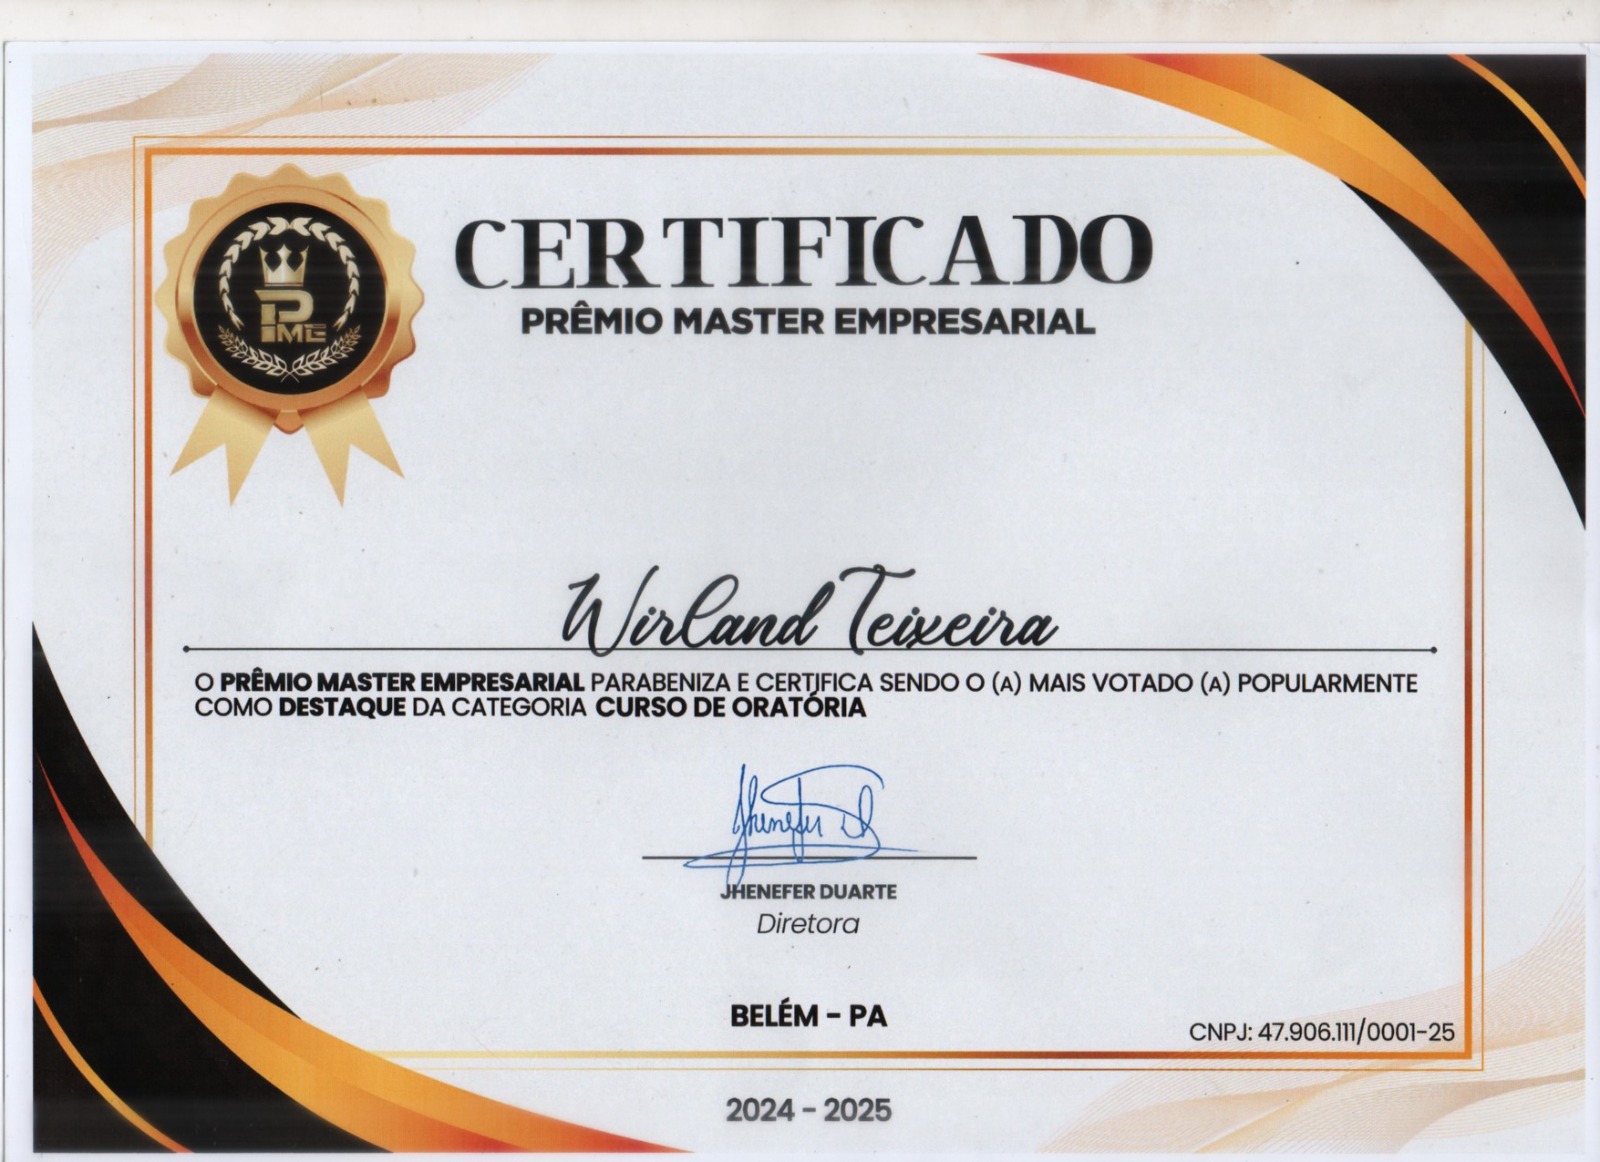 PME
CERTIFICADO
PRÊMIO MASTER EMPRESARIAL
Wirland Teixeira
O PRÊMIO MASTER EMPRESARIAL PARABENIZA E CERTIFICA SENDO O (A) MAIS VOTADO (A) POPULARMENTE
COMO DESTAQUE DA CATEGORIA CURSO DE ORATÓRIA
JHENEFER DUARTE
Diretora
BELÉM - PA
CNPJ: 47.906.111/0001-25
2024 - 2025